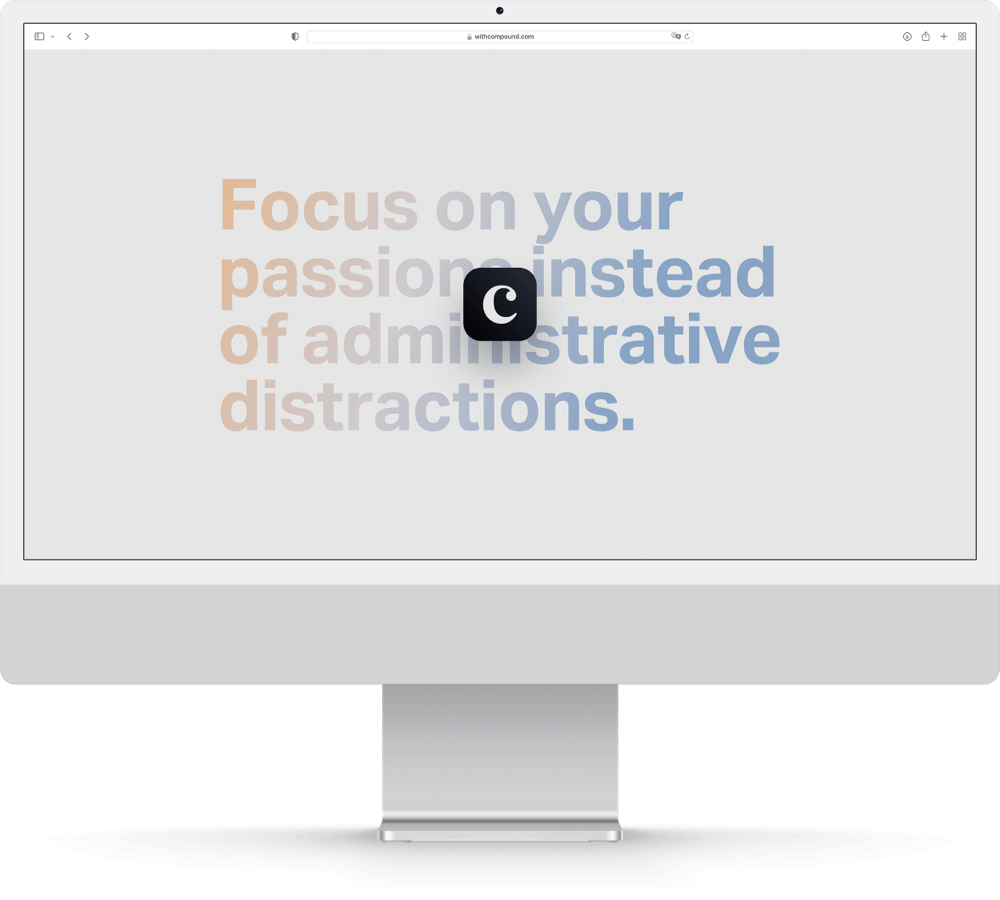 withcompound.com
Focus on your
passions instead
of administrative
distractions.
C